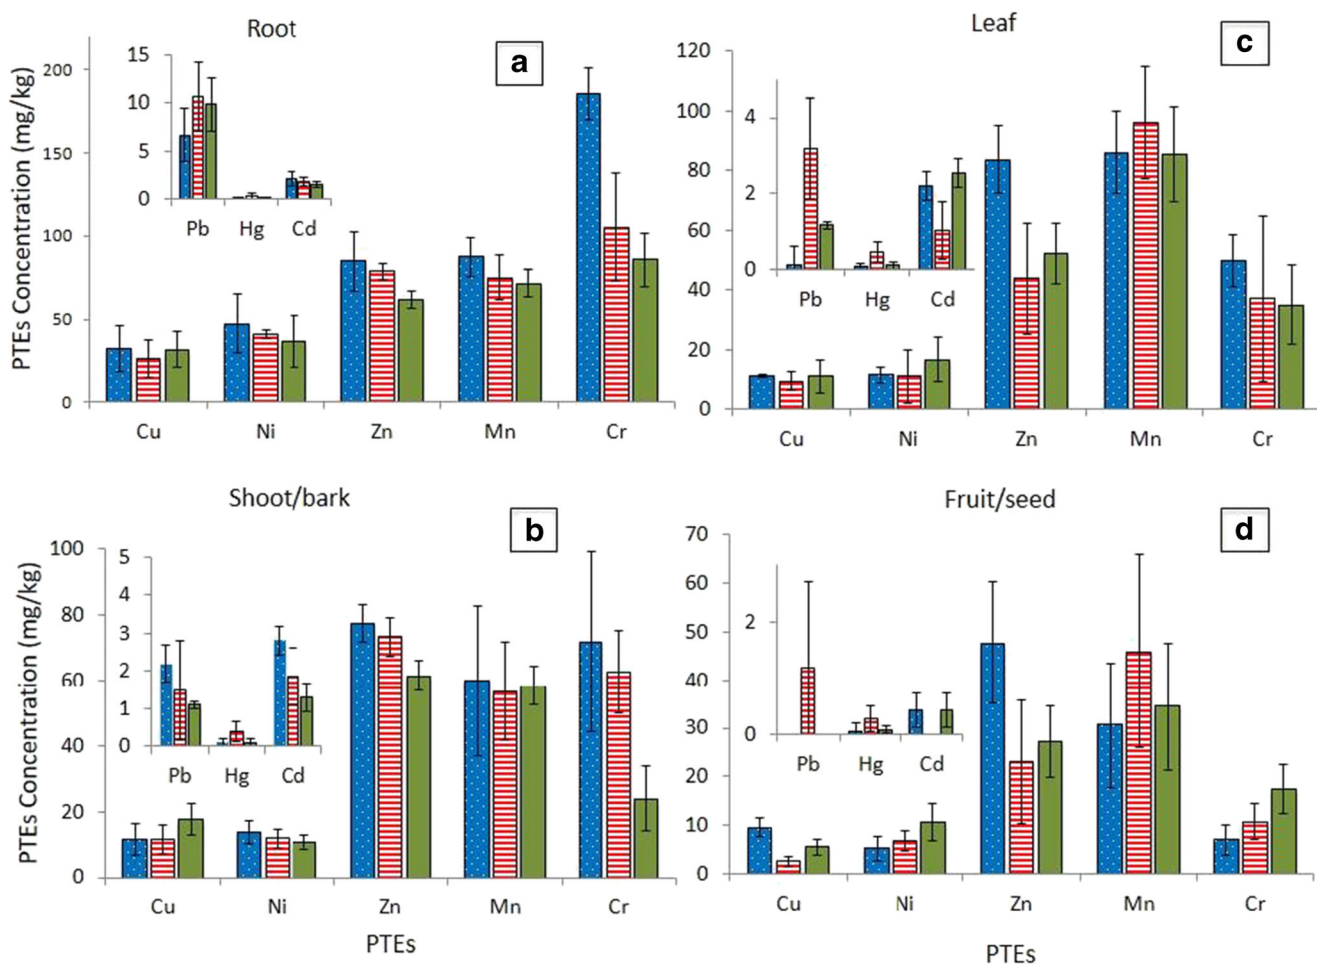 Root
a
PTEs Concentration (mg/kg)
200
150
100
50
0
15
10
5
0
Pb Hg Cd
Cu Ni Zn Mn Cr
Leaf
c
120
100
80
60
40
20
0
4
2
0
Pb Hg Cd
Cu Ni Zn Mn Cr
Shoot/bark
b
PTEs Concentration (mg/kg)
100
80
60
40
20
0
5
4
3
2
1
0
Pb Hg Cd
Cu Ni Zn Mn Cr
PTEs
Fruit/seed
d
70
60
50
40
30
20
10
0
2
0
Pb Hg Cd
Cu Ni Zn Mn Cr
PTEs